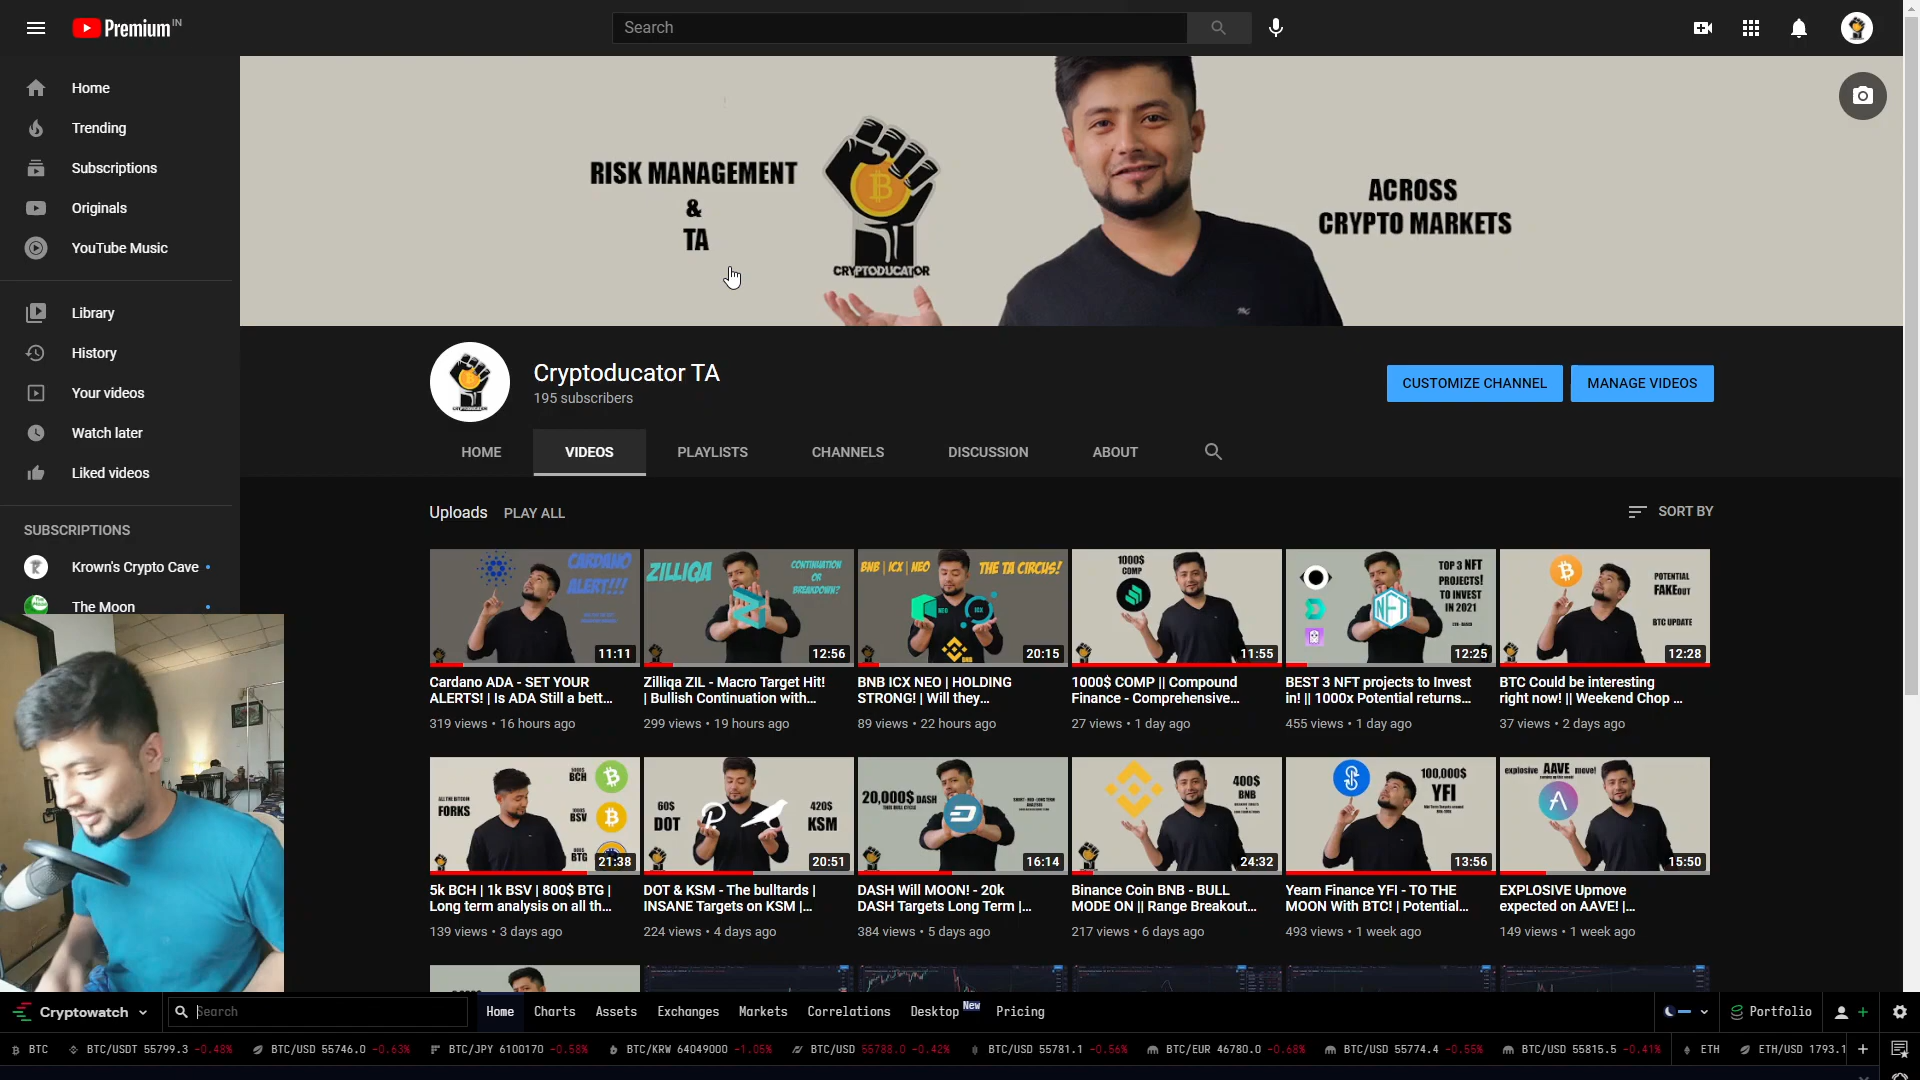 Premium IN
Search
Home
Trending
Subscriptions
Originals
YouTube Music
Library
History
Your videos
Watch later
Liked videos
SUBSCRIPTIONS
Krown's Crypto Cave
The Moon
RISK MANAGEMENT
&
TA
CRYPTODUCATOR
ACROSS
CRYPTO MARKETS
Cryptoducator TA
195 subscribers
CUSTOMIZE CHANNEL
MANAGE VIDEOS
HOME
VIDEOS
PLAYLISTS
CHANNELS
DISCUSSION
ABOUT
Uploads
PLAY ALL
SORT BY
CARDANO
ALERT!!!
11:11
Cardano ADA - SET YOUR
ALERTS! | Is ADA Still a bett...
319 views • 16 hours ago
ZILLIQA
CONTINUATION
OR
BREAKDOWN?
12:56
Zilliqa ZIL - Macro Target Hit!
| Bullish Continuation with...
299 views • 19 hours ago
BNB | ICX | NEO
THE TA CIRCUS!
NEO
ICX
BNB
20:15
BNB ICX NEO | HOLDING
STRONG! | Will they...
89 views • 22 hours ago
1000$
COMP
11:55
1000$ COMP || Compound
Finance - Comprehensive...
27 views • 1 day ago
TOP 3 NFT
PROJECTS!
TO INVEST
IN 2021
NFT
12:25
BEST 3 NFT projects to Invest
in! || 1000x Potential returns...
455 views • 1 day ago
POTENTIAL
FAKEOUT
BTC UPDATE
12:28
BTC Could be interesting
right now! || Weekend Chop ...
37 views • 2 days ago
ALL THE BITCOIN
FORKS
BCH
BSV
BTG
21:38
5k BCH | 1k BSV | 800$ BTG |
Long term analysis on all th...
139 views • 3 days ago
60$
DOT
420$
KSM
20:51
DOT & KSM - The bulltards |
INSANE Targets on KSM |...
224 views • 4 days ago
20,000$ DASH
16:14
DASH Will MOON! - 20k
DASH Targets Long Term |...
384 views • 5 days ago
400$
BNB
24:32
Binance Coin BNB - BULL
MODE ON || Range Breakout...
217 views • 6 days ago
100,000$
YFI
13:56
Yearn Finance YFI - TO THE
MOON With BTC! | Potential...
493 views • 1 week ago
explosive AAVE move!
15:50
EXPLOSIVE Upmove
expected on AAVE! |...
149 views • 1 week ago
Cryptowatch
Search
Home
Charts
Assets
Exchanges
Markets
Correlations
Desktop New
Pricing
Portfolio
BTC BTC/USDT 55799.3 -0.48% BTC/USD 55746.0 -0.63% BTC/JPY 6100170 -0.58% BTC/KRW 64049000 -1.05% BTC/USD 55788.0 -0.42% BTC/USD 55781.1 -0.56% BTC/EUR 46780.0 -0.68% BTC/USD 55774.4 -0.55% BTC/USD 55815.5 -0.41% ETH ETH/USD 1793.1